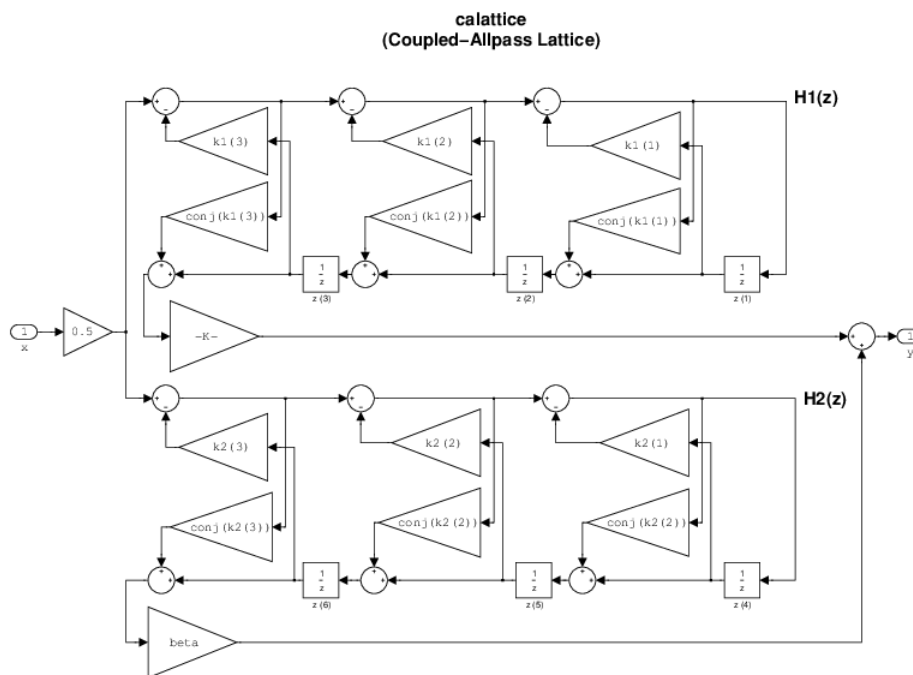 calattice
(Coupled−Allpass Lattice)
H1(z)
+
−
+
−
+
−
k1(3)
k1(2)
k1(1)
conj(k1(3))
conj(k1(2))
conj(k1(1))
+
+
+
+
+
+
1
z
1
z
1
z
z (3)
z (2)
z (1)
1
x
0.5
−K−
+
+
1
y
H2(z)
+
−
+
−
+
−
k2(3)
k2(2)
k2(1)
conj(k2(3))
conj(k2(2))
conj(k2(2))
+
+
+
+
+
+
1
z
1
z
1
z
z (6)
z (5)
z (4)
beta